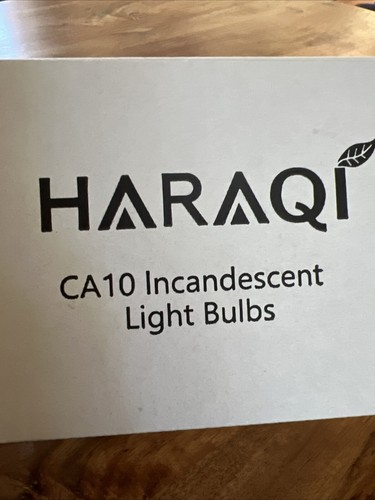 HARAQI
CA10 Incandescent
Light Bulbs